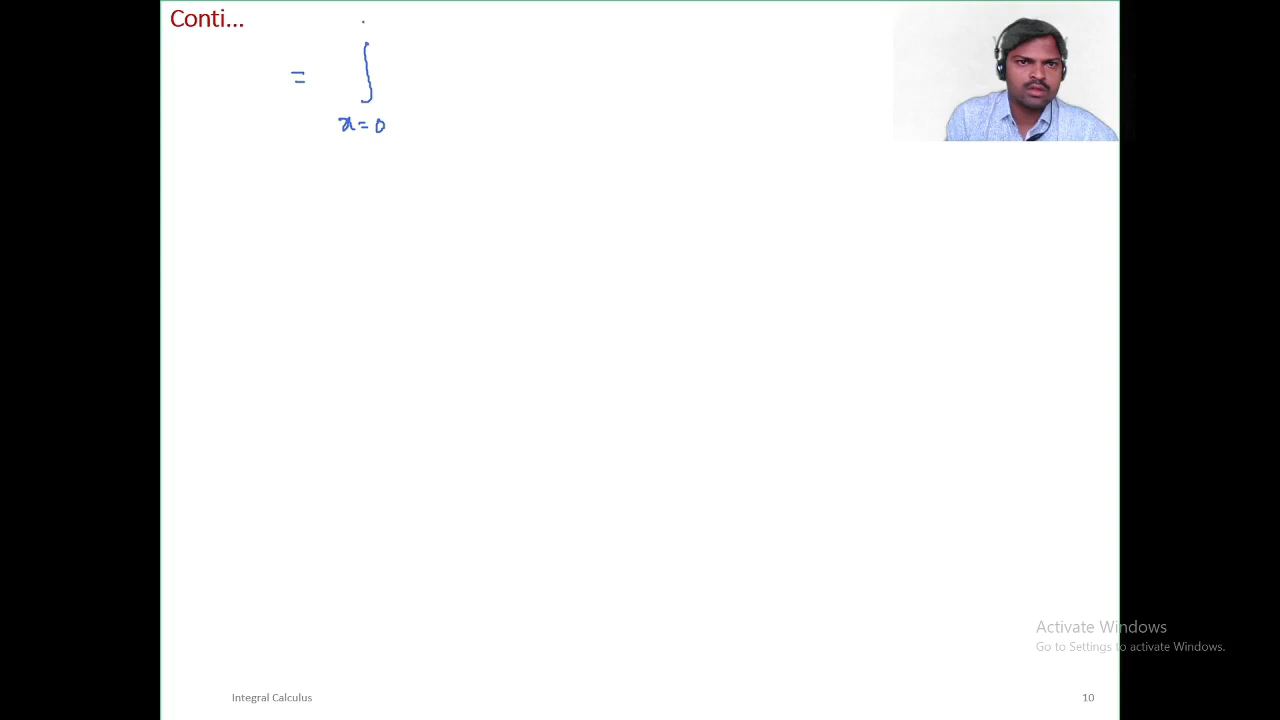 Conti...
= ∫
x=0
Activate Windows
Go to Settings to activate Windows.
Integral Calculus
10